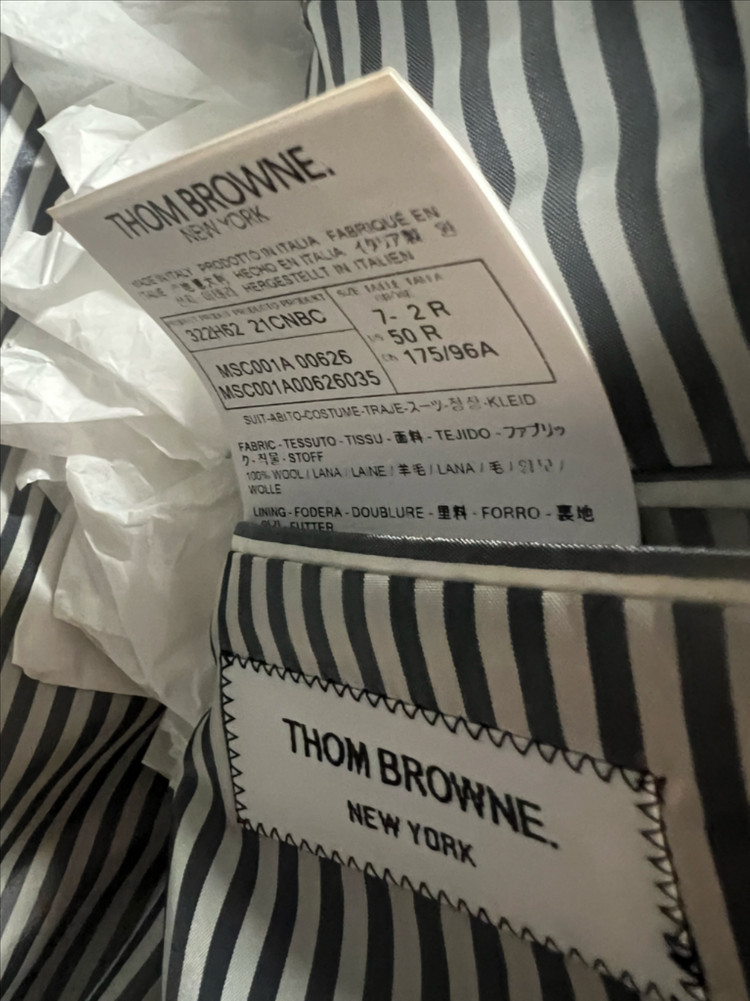 THOM BROWNE.
NEW YORK
MADE IN ITALY PRODOTTO IN ITALIA FABRIQUÉ EN
ITALIE HECHO EN ITALIA イタリア製
HERGESTELLT IN ITALIEN
322H62 21CNBC
7- 2 R
50 R
175/96A
MSC001A 00626
MSC001A00626035
SUIT-ABITO-COSTUME-TRAJE-スーツ-정장-KLEID
FABRIC - TESSUTO - TISSU - 面料 - TEJIDO - ファブリッ
ク - 직물 - STOFF
100% WOOL / LANA / LAINE / 羊毛 / LANA / 毛 /
WOLLE
LINING - FODERA - DOUBLURE - 里料 - FORRO - 裏地
FUTTER
THOM BROWNE.
NEW YORK